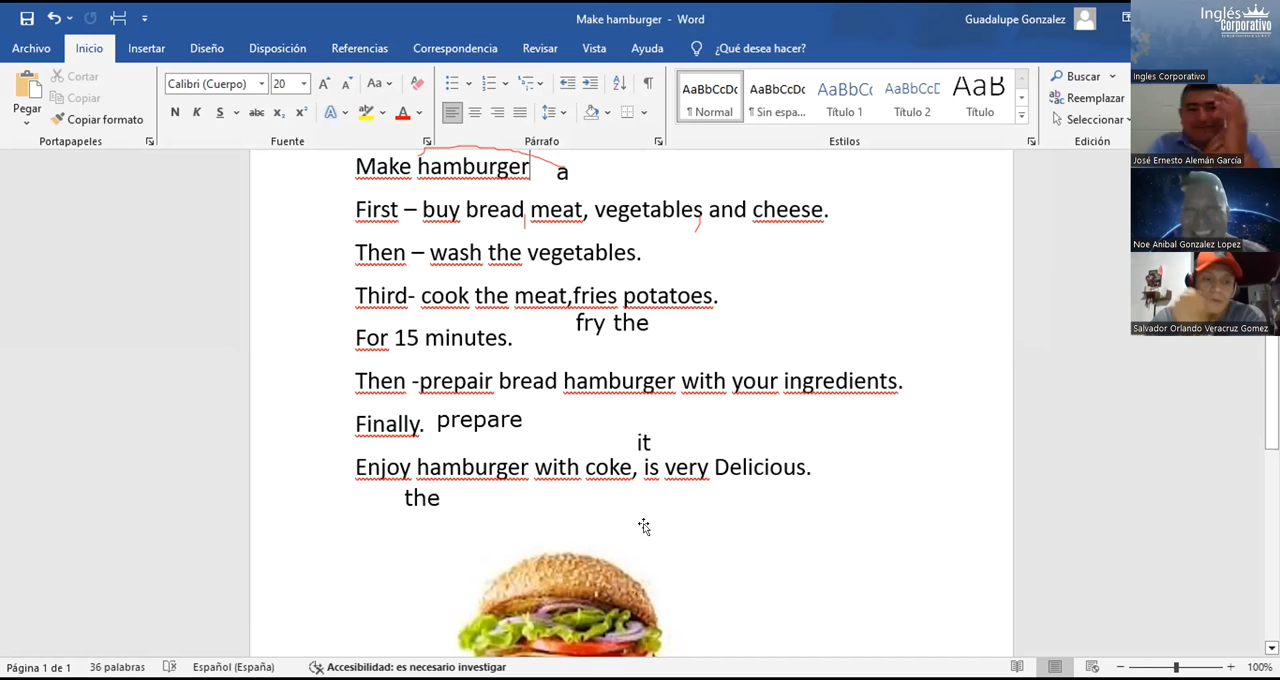 Make hamburger - Word
Guadalupe Gonzalez
Archivo Inicio Insertar Diseño Disposición Referencias Correspondencia Revisar Vista Ayuda ¿Qué desea hacer?
Pegar
Cortar
Copiar
Copiar formato
Portapapeles
Calibri (Cuerpo) 20
Aa
N K S abc x₂ x²
Fuente
Párrafo
AaBbCcDc AaBbCcDc AaBbCc AaBbCcD AaB
¶ Normal ¶ Sin espa... Título 1 Título 2 Título
Estilos
Buscar
Reemplazar
Seleccionar
Edición
Inglés Corporativo
Ingles Corporativo
José Ernesto Alemán García
Noe Anibal Gonzalez Lopez
Salvador Orlando Veracruz Gomez
Make hamburger
a
First – buy bread meat, vegetables and cheese.
Then – wash the vegetables.
Third- cook the meat,fries potatoes.
fry the
For 15 minutes.
Then -prepair bread hamburger with your ingredients.
Finally. prepare
it
Enjoy hamburger with coke, is very Delicious.
the
Página 1 de 1 36 palabras Español (España) Accesibilidad: es necesario investigar 100%